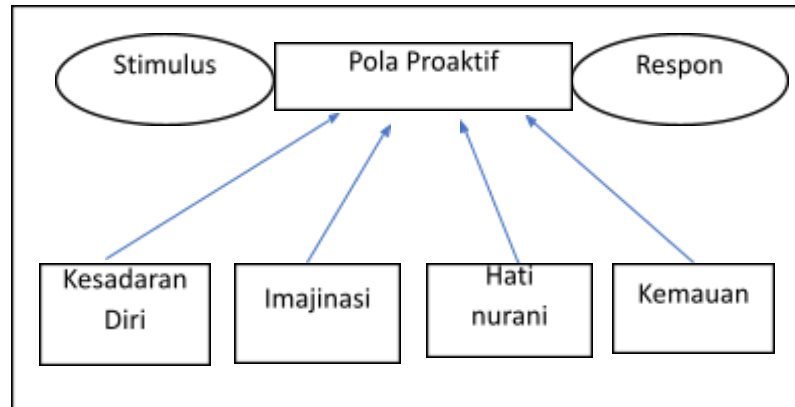 Stimulus
Pola Proaktif
Respon
Kesadaran
Diri
Imajinasi
Hati
nurani
Kemauan